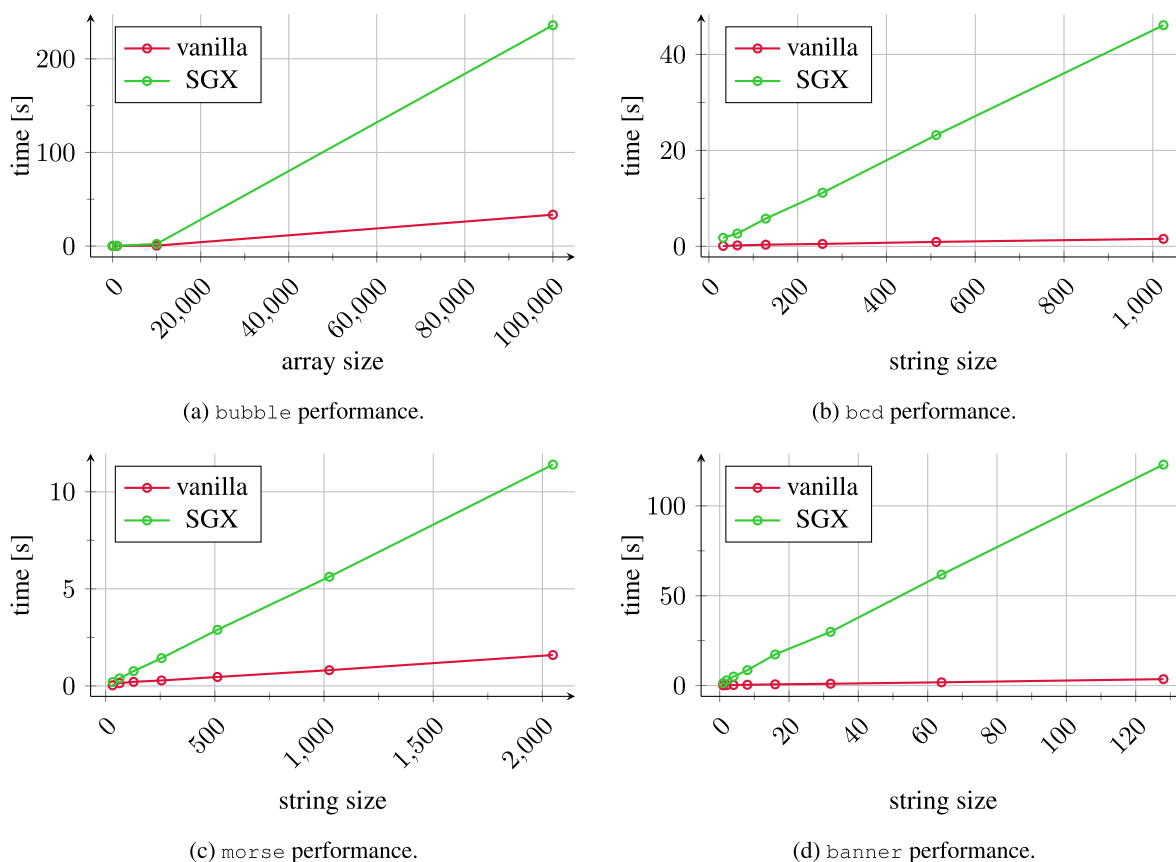 vanilla
SGX
200
100
0
time [s]
0
20,000
40,000
60,000
80,000
100,000
array size
(a) bubble performance.
vanilla
SGX
40
20
0
time [s]
0
200
400
600
800
1,000
string size
(b) bcd performance.
vanilla
SGX
10
5
0
time [s]
0
500
1,000
1,500
2,000
string size
(c) morse performance.
vanilla
SGX
100
50
0
time [s]
0
20
40
60
80
100
120
string size
(d) banner performance.